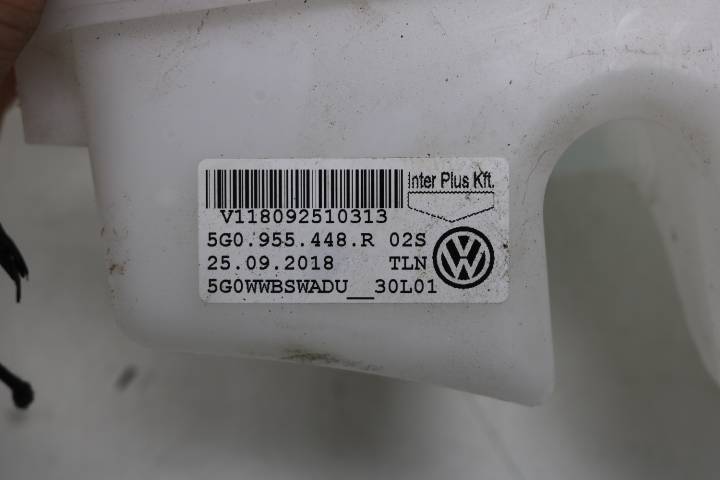 Inter Plus Kft.
V118092510313
5G0.955.448.R 02S
25.09.2018 TLN
5G0WWBSWADU__30L01